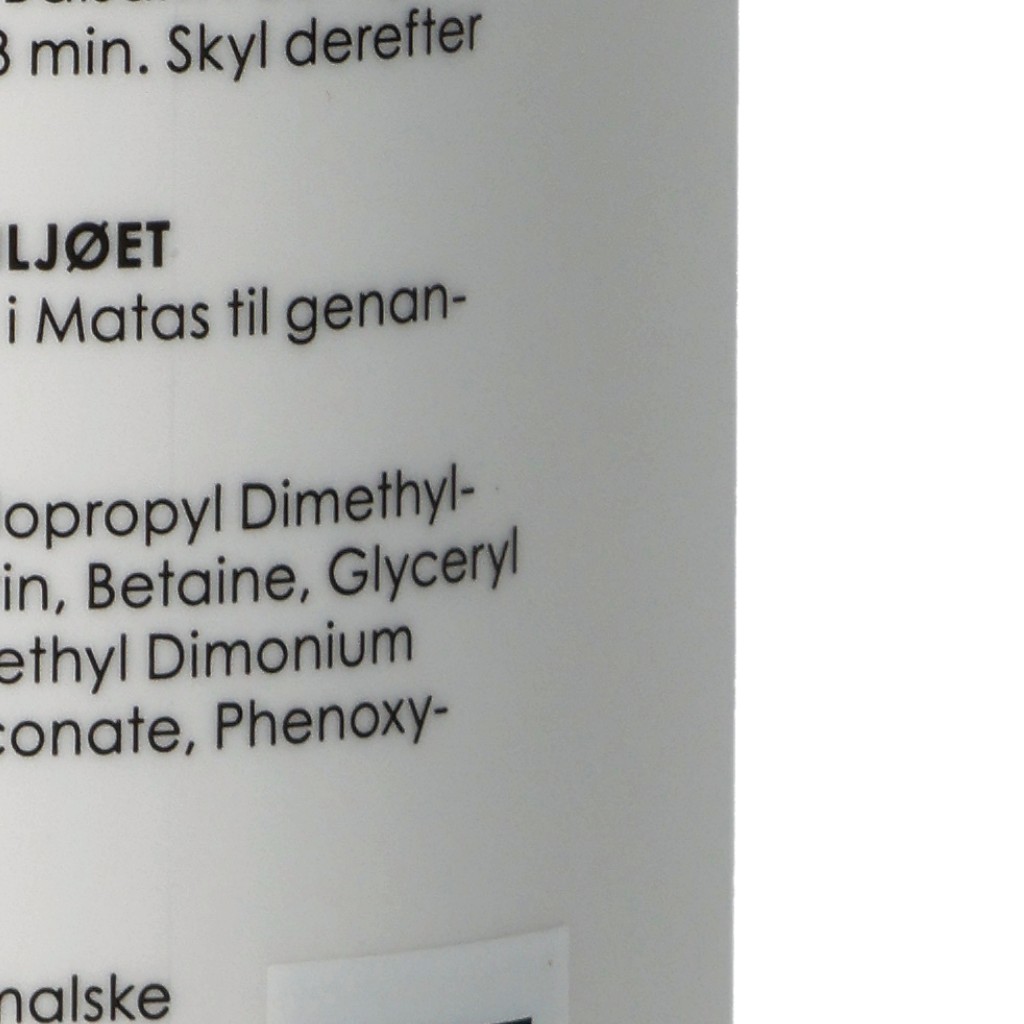 3 min. Skyl derefter
LJØET
i Matas til genan-
opropyl Dimethyl-
in, Betaine, Glyceryl
ethyl Dimonium
conate, Phenoxy-
nalske